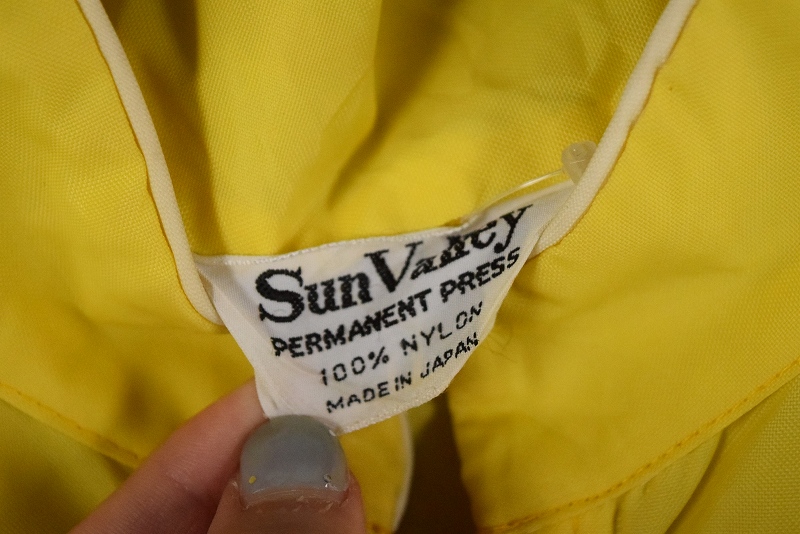 Sun Valley
PERMANENT PRESS
100% NYLON
MADE IN JAPAN